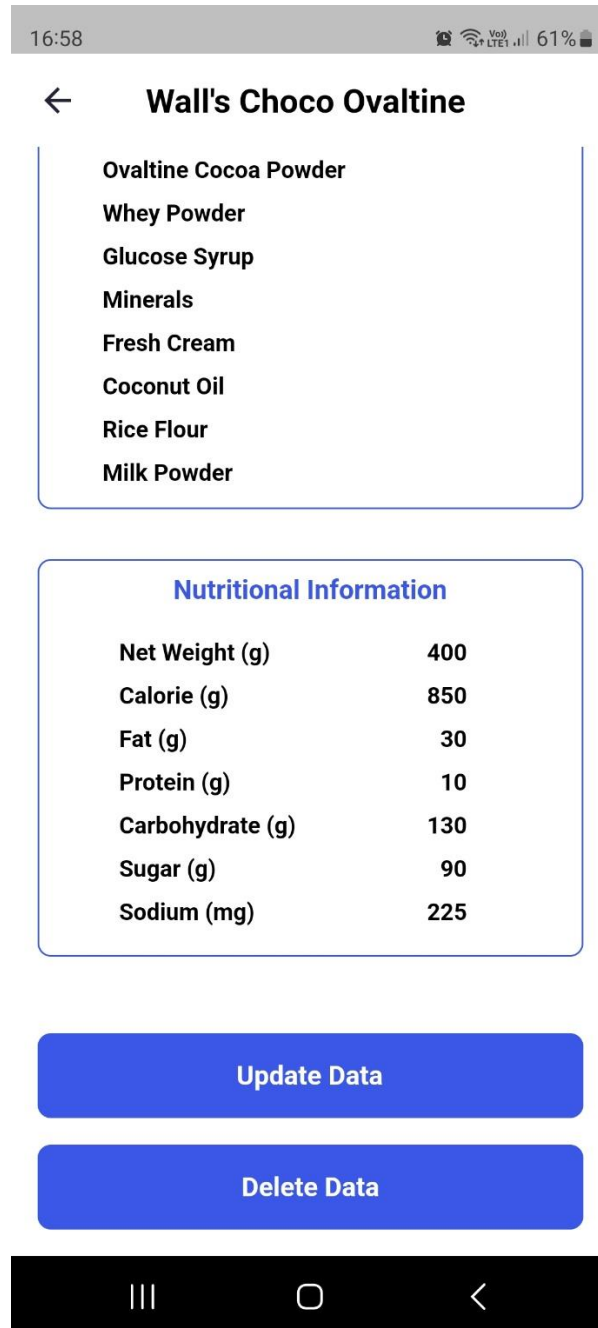 16:58 Vo)) LTE1 61%
Wall's Choco Ovaltine
Ovaltine Cocoa Powder
Whey Powder
Glucose Syrup
Minerals
Fresh Cream
Coconut Oil
Rice Flour
Milk Powder
Nutritional Information
Net Weight (g) 400
Calorie (g) 850
Fat (g) 30
Protein (g) 10
Carbohydrate (g) 130
Sugar (g) 90
Sodium (mg) 225
Update Data
Delete Data